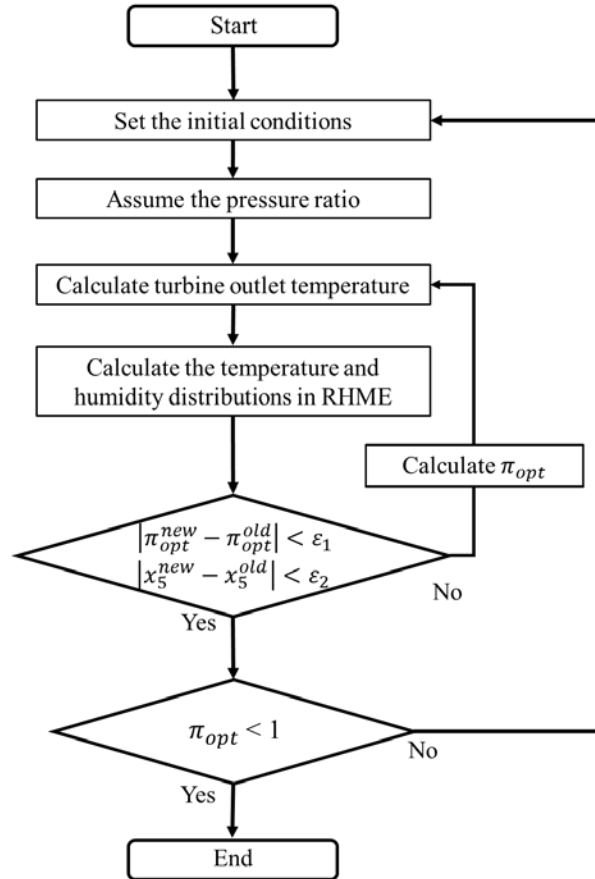 Start
Set the initial conditions
Assume the pressure ratio
Calculate turbine outlet temperature
Calculate the temperature and
humidity distributions in RHME
Calculate π_opt
|π_opt^new − π_opt^old| < ε_1
|x_5^new − x_5^old| < ε_2
No
Yes
π_opt < 1
No
Yes
End